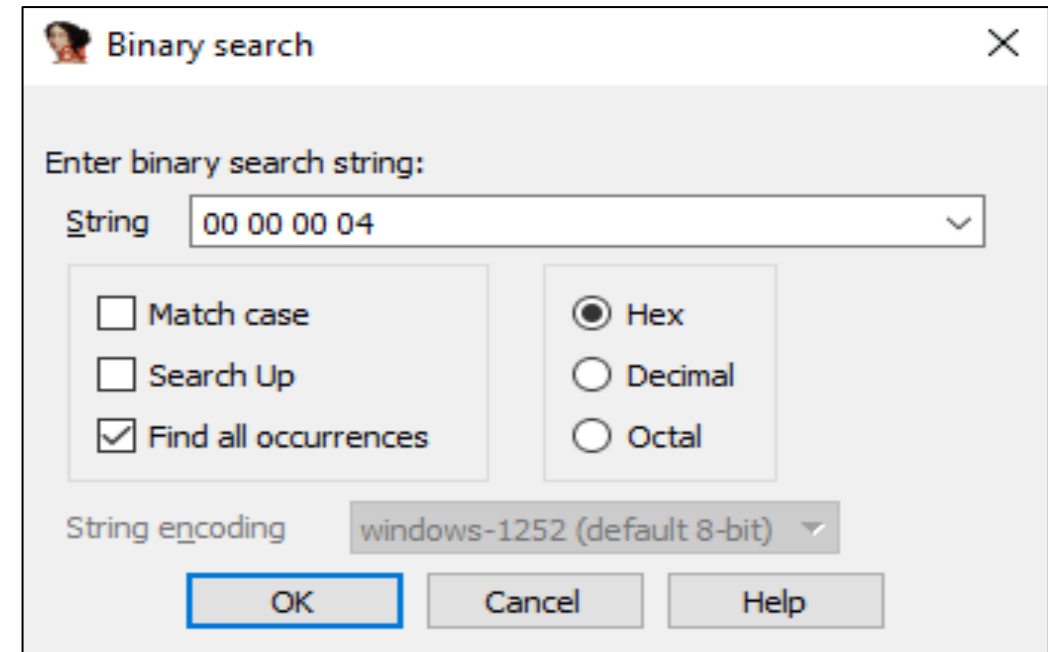 Binary search
Enter binary search string:
String 00 00 00 04
Match case Hex
Search Up Decimal
Find all occurrences Octal
String encoding windows-1252 (default 8-bit)
OK Cancel Help